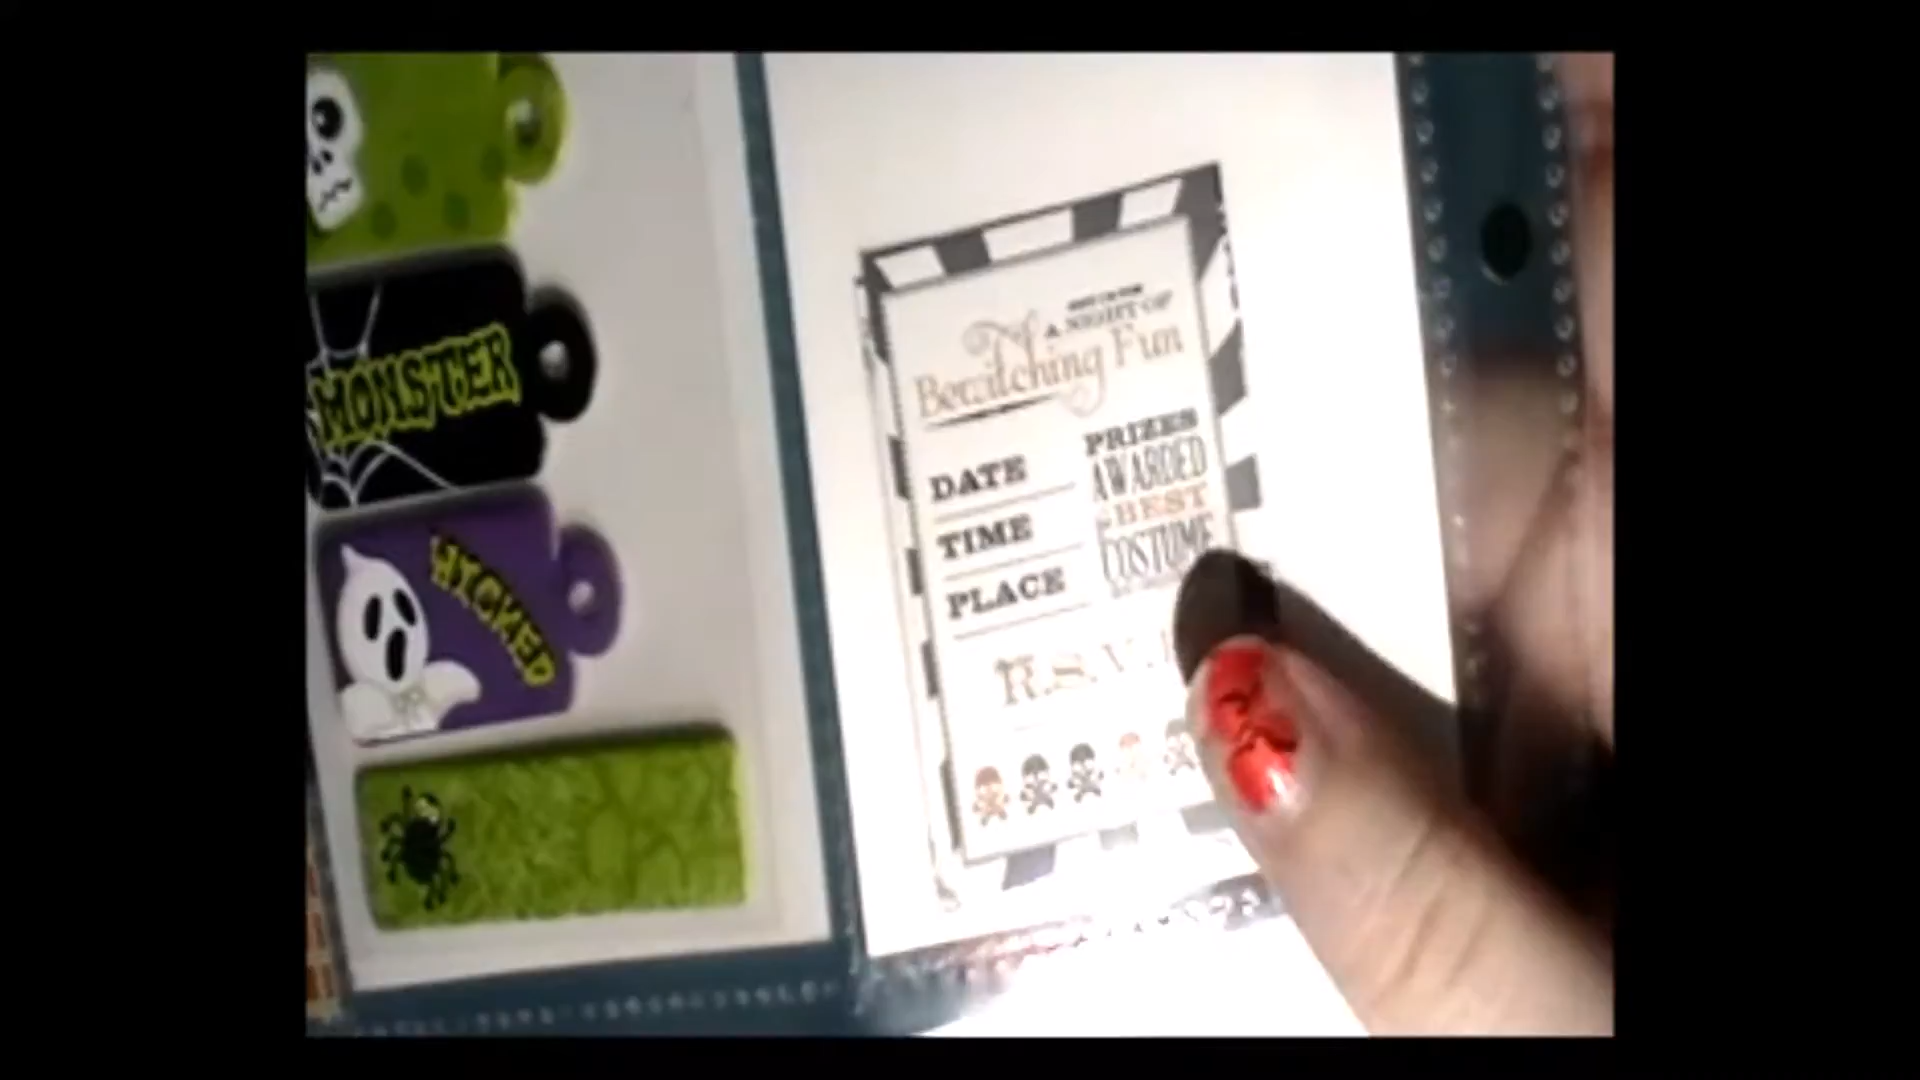 MONSTER
WICKED
A NIGHT OF
Bewitching Fun
DATE
TIME
PLACE
PRIZES
AWARDED
BEST
COSTUME